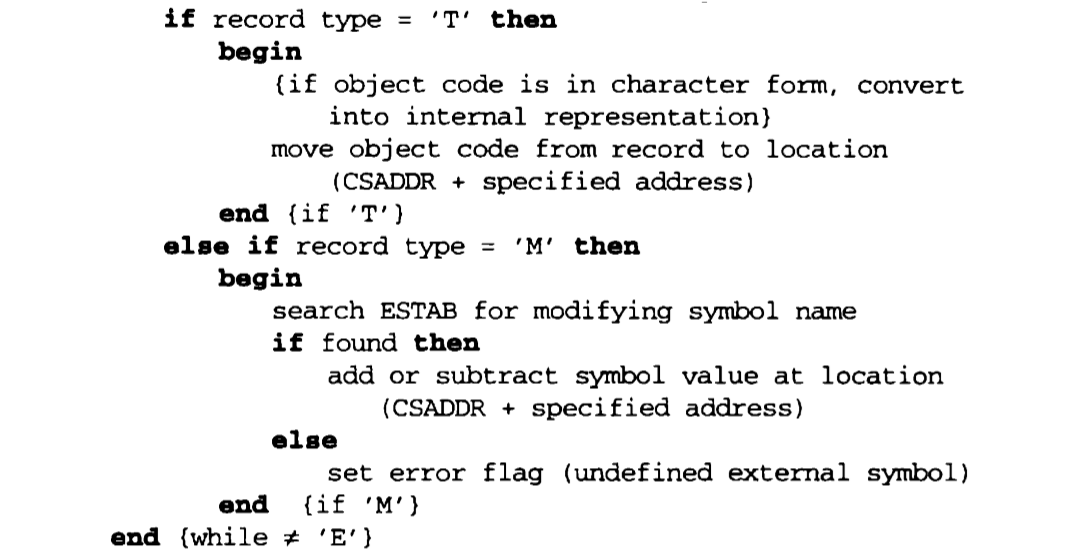 if record type = 'T' then
begin
{if object code is in character form, convert
into internal representation}
move object code from record to location
(CSADDR + specified address)
end {if 'T'}
else if record type = 'M' then
begin
search ESTAB for modifying symbol name
if found then
add or subtract symbol value at location
(CSADDR + specified address)
else
set error flag (undefined external symbol)
end {if 'M'}
end {while ≠ 'E'}